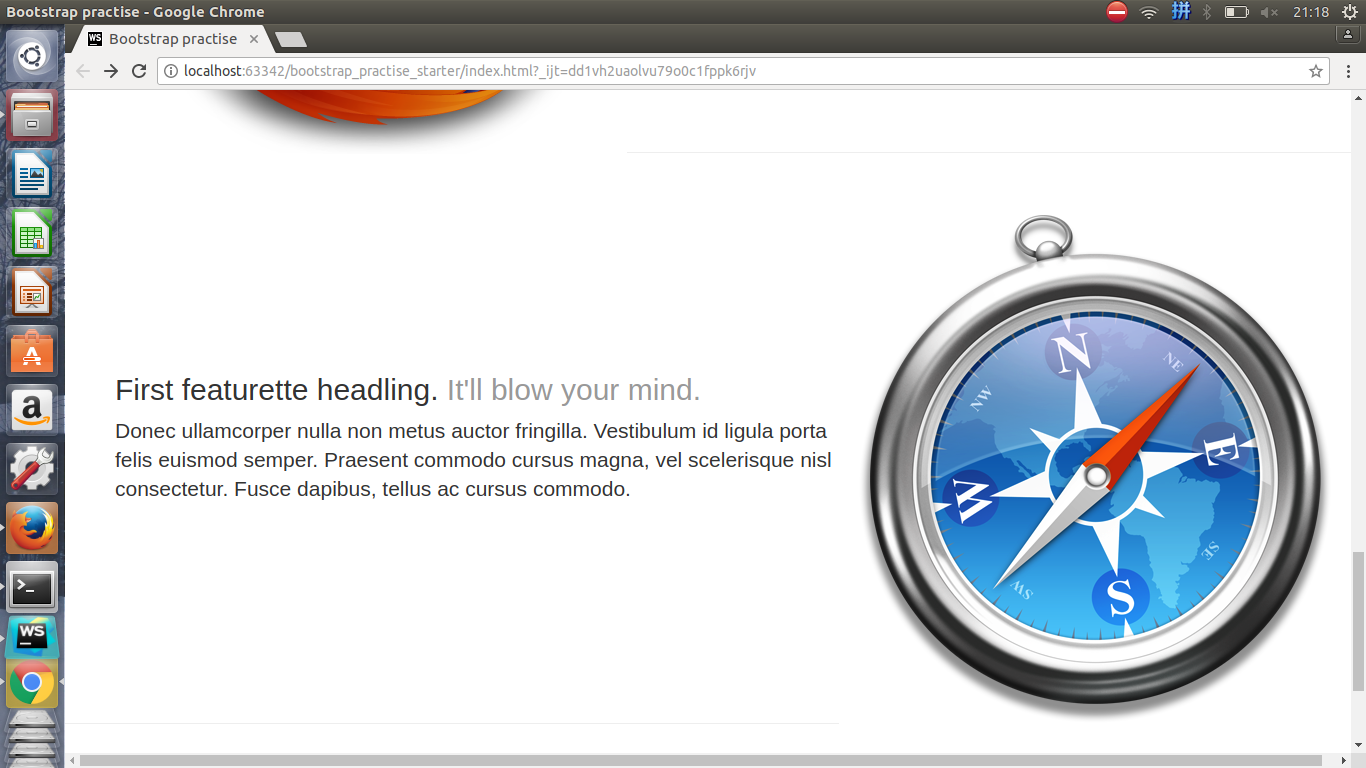 Bootstrap practise - Google Chrome
拼
21:18
WS
Bootstrap practise
localhost:63342/bootstrap_practise_starter/index.html?_ijt=dd1vh2uaolvu79o0c1fppk6rjv
N
NE
NW
E
First featurette headling. It'll blow your mind.
Donec ullamcorper nulla non metus auctor fringilla. Vestibulum id ligula porta
felis euismod semper. Praesent commodo cursus magna, vel scelerisque nisl
consectetur. Fusce dapibus, tellus ac cursus commodo.
W
SE
SW
S
A
a
>_
WS